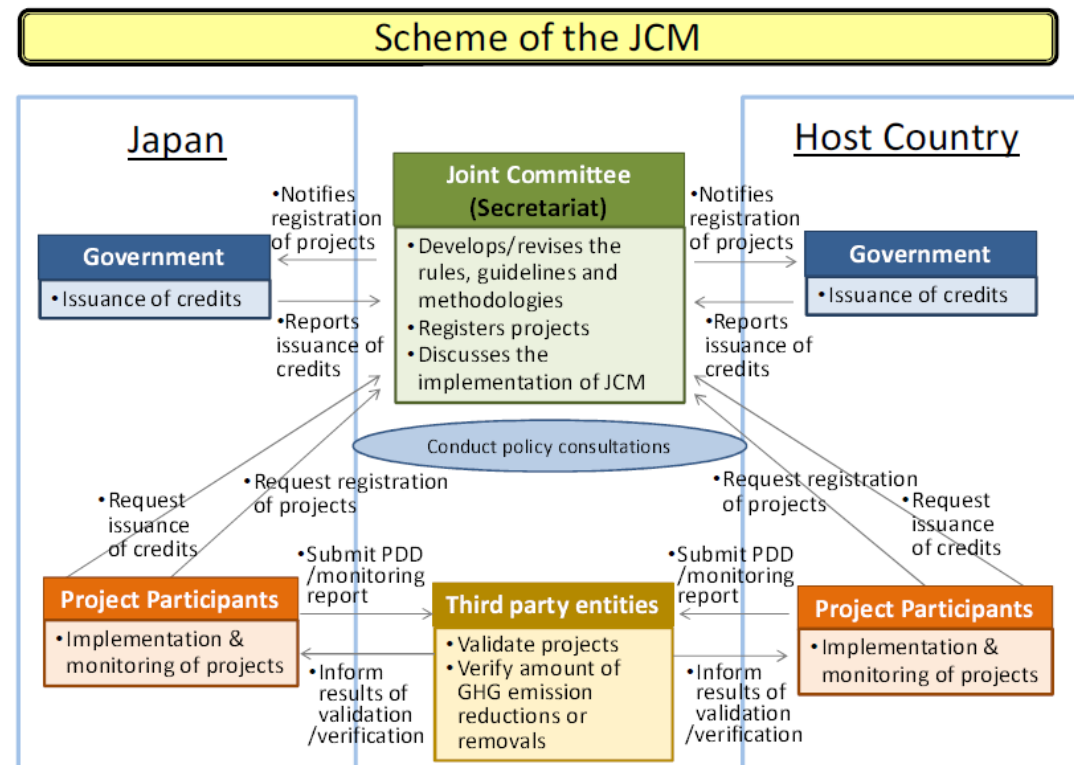 Scheme of the JCM
Japan
Host Country
Joint Committee
(Secretariat)
•Develops/revises the
rules, guidelines and
methodologies
•Registers projects
•Discusses the
implementation of JCM
•Notifies
registration
of projects
•Notifies
registration
of projects
Government
•Issuance of credits
Government
•Issuance of credits
•Reports
issuance of
credits
•Reports
issuance of
credits
Conduct policy consultations
•Request
issuance
of credits
•Request registration
of projects
•Request registration
of projects
•Request
issuance
of credits
•Submit PDD
/monitoring
report
•Submit PDD
/monitoring
report
Project Participants
•Implementation &
monitoring of projects
Third party entities
•Validate projects
•Verify amount of
GHG emission
reductions or
removals
Project Participants
•Implementation &
monitoring of projects
•Inform
results of
validation
/verification
•Inform
results of
validation
/verification